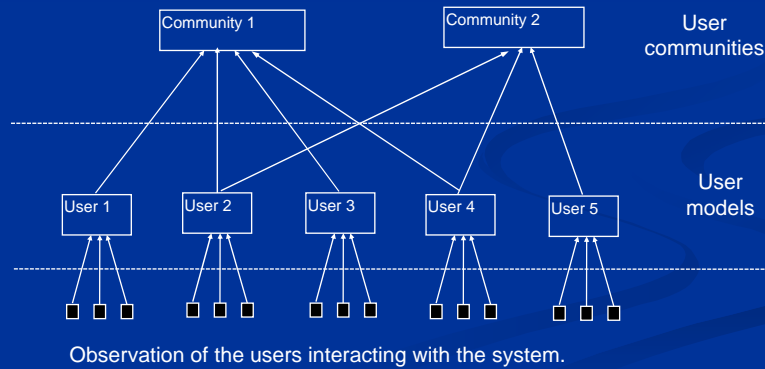 Community 1
Community 2
User
communities
User 1
User 2
User 3
User 4
User 5
User
models
Observation of the users interacting with the system.